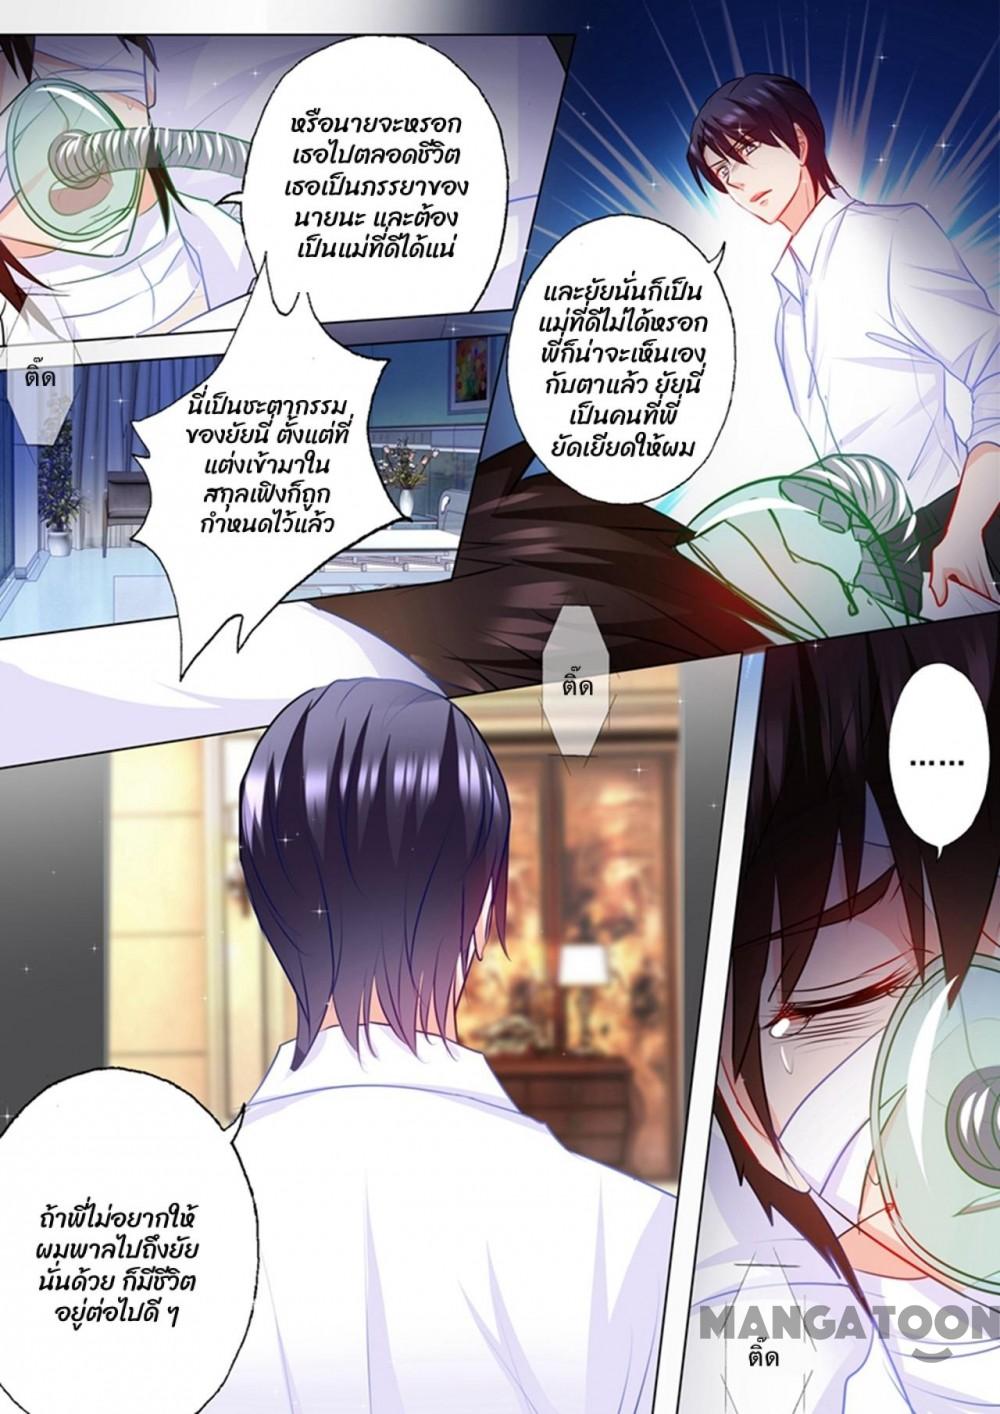 หรือนายจะหรอก
เธอไปตลอดชีวิต
เธอเป็นภรรยาของ
นายนะ และต้อง
เป็นแม่ที่ดีได้แน่
และยัยนั่นก็เป็น
แม่ที่ดีไม่ได้หรอก
พี่ก็น่าจะเห็นเอง
กับตาแล้ว ยัยนี่
เป็นคนที่พี่
ยัดเยียดให้ผม
ติ๊ด
นี่เป็นชะตากรรม
ของยัยนี่ ตั้งแต่ที่
แต่งเข้ามาใน
สกุลเฟิงก็ถูก
กำหนดไว้แล้ว
ติ๊ด
……
ถ้าพี่ไม่อยากให้
ผมพาลไปถึงยัย
นั่นด้วย ก็มีชีวิต
อยู่ต่อไปดี ๆ
MANGATOON
ติ๊ด